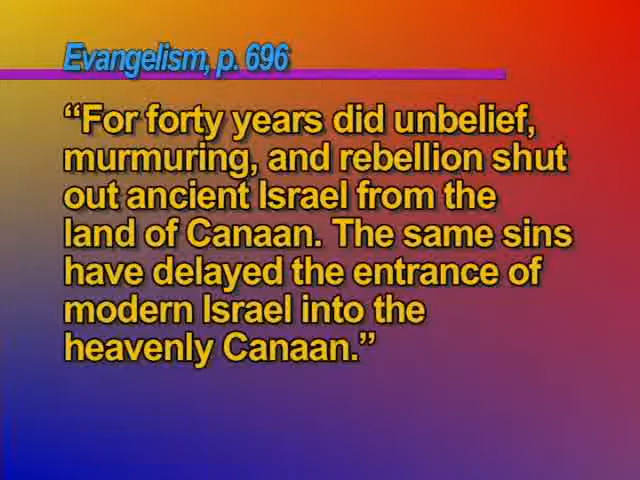 Evangelism, p. 696
“For forty years did unbelief,
murmuring, and rebellion shut
out ancient Israel from the
land of Canaan. The same sins
have delayed the entrance of
modern Israel into the
heavenly Canaan.”